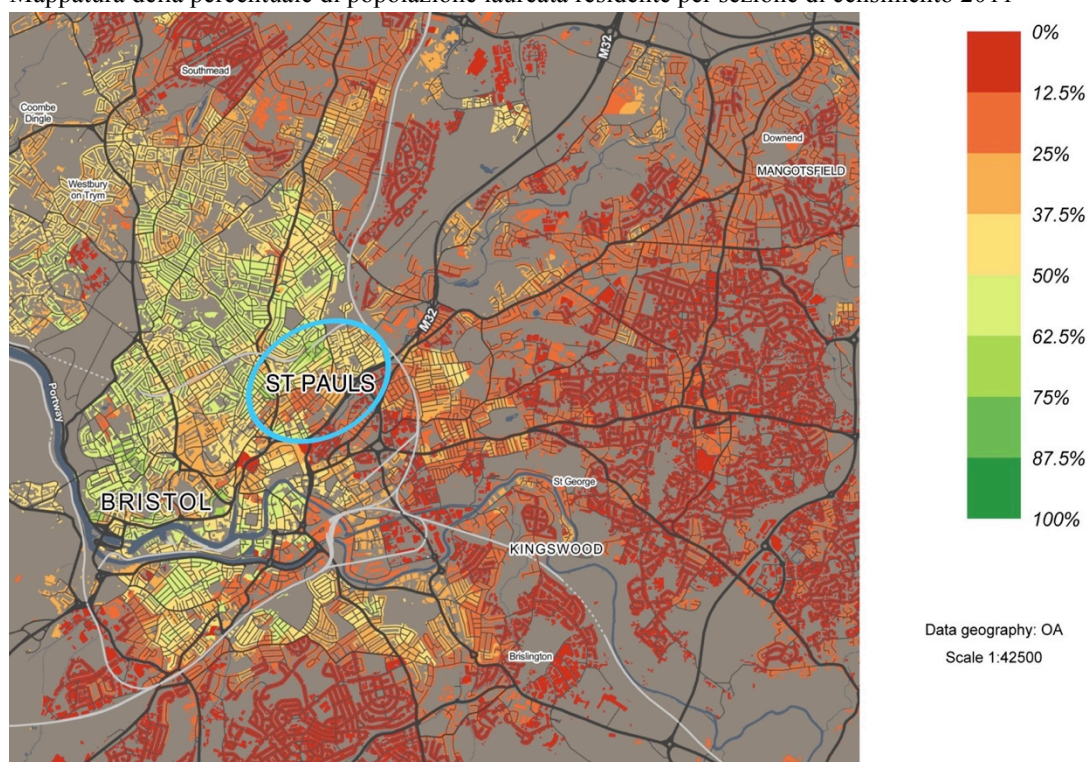 Mappatura della percentuale di popolazione laureata residente per sezione di censimento 2011
Southmead
M32
Coombe
Dingle
Downend
MANGOTSFIELD
Westbury
on Trym
M32
ST PAULS
Portway
BRISTOL
St George
KINGSWOOD
Brislington
0%
12.5%
25%
37.5%
50%
62.5%
75%
87.5%
100%
Data geography: OA
Scale 1:42500